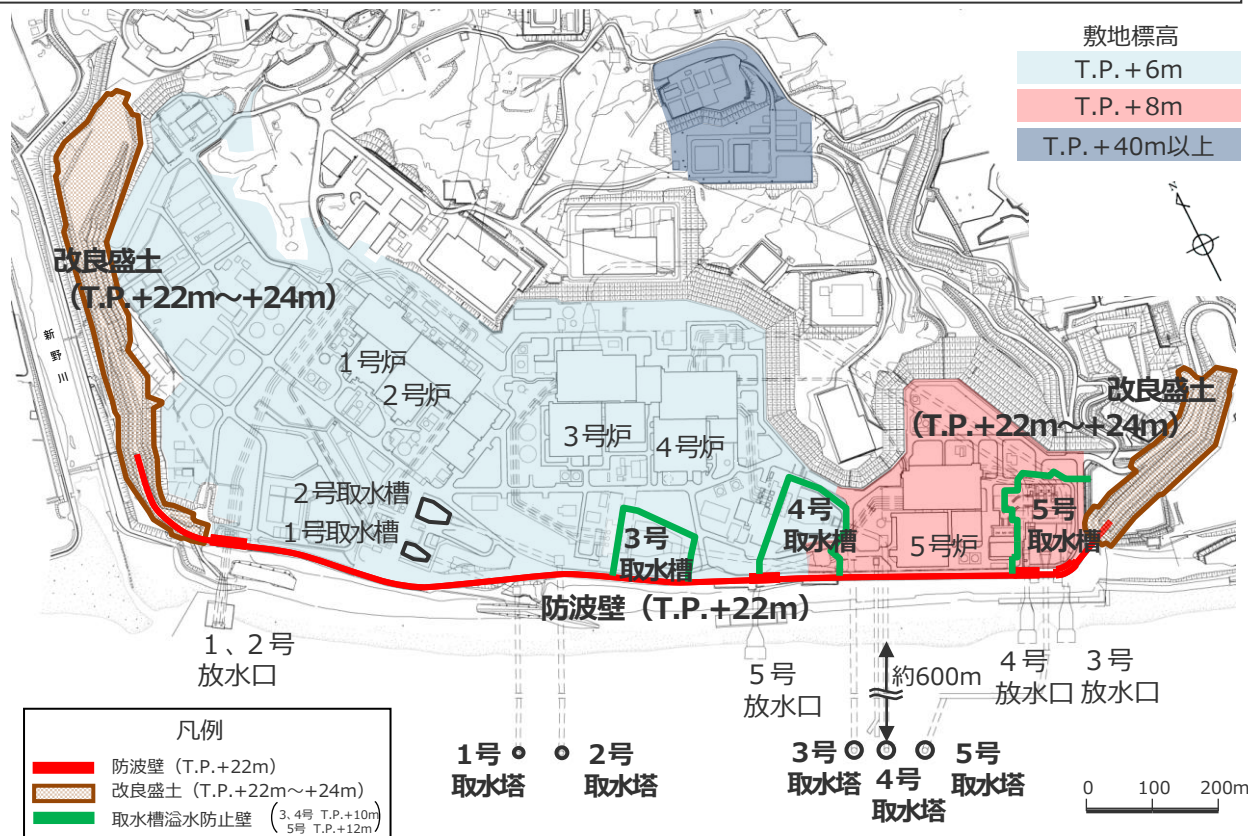 敷地標高
T.P.+6m
T.P.+8m
T.P.+40m以上
N
改良盛土
(T.P.+22m~+24m)
新野川
1号炉
2号炉
3号炉
4号炉
改良盛土
(T.P.+22m~+24m)
2号取水槽
1号取水槽
3号
取水槽
4号
取水槽
5号炉
5号
取水槽
防波壁(T.P.+22m)
1、2号
放水口
5号
放水口
約600m
4号
放水口
3号
放水口
1号
取水塔
2号
取水塔
3号
取水塔
4号
取水塔
5号
取水塔
凡例
防波壁(T.P.+22m)
改良盛土(T.P.+22m~+24m)
取水槽溢水防止壁(3、4号 T.P.+10m
5号 T.P.+12m)
0 100 200m